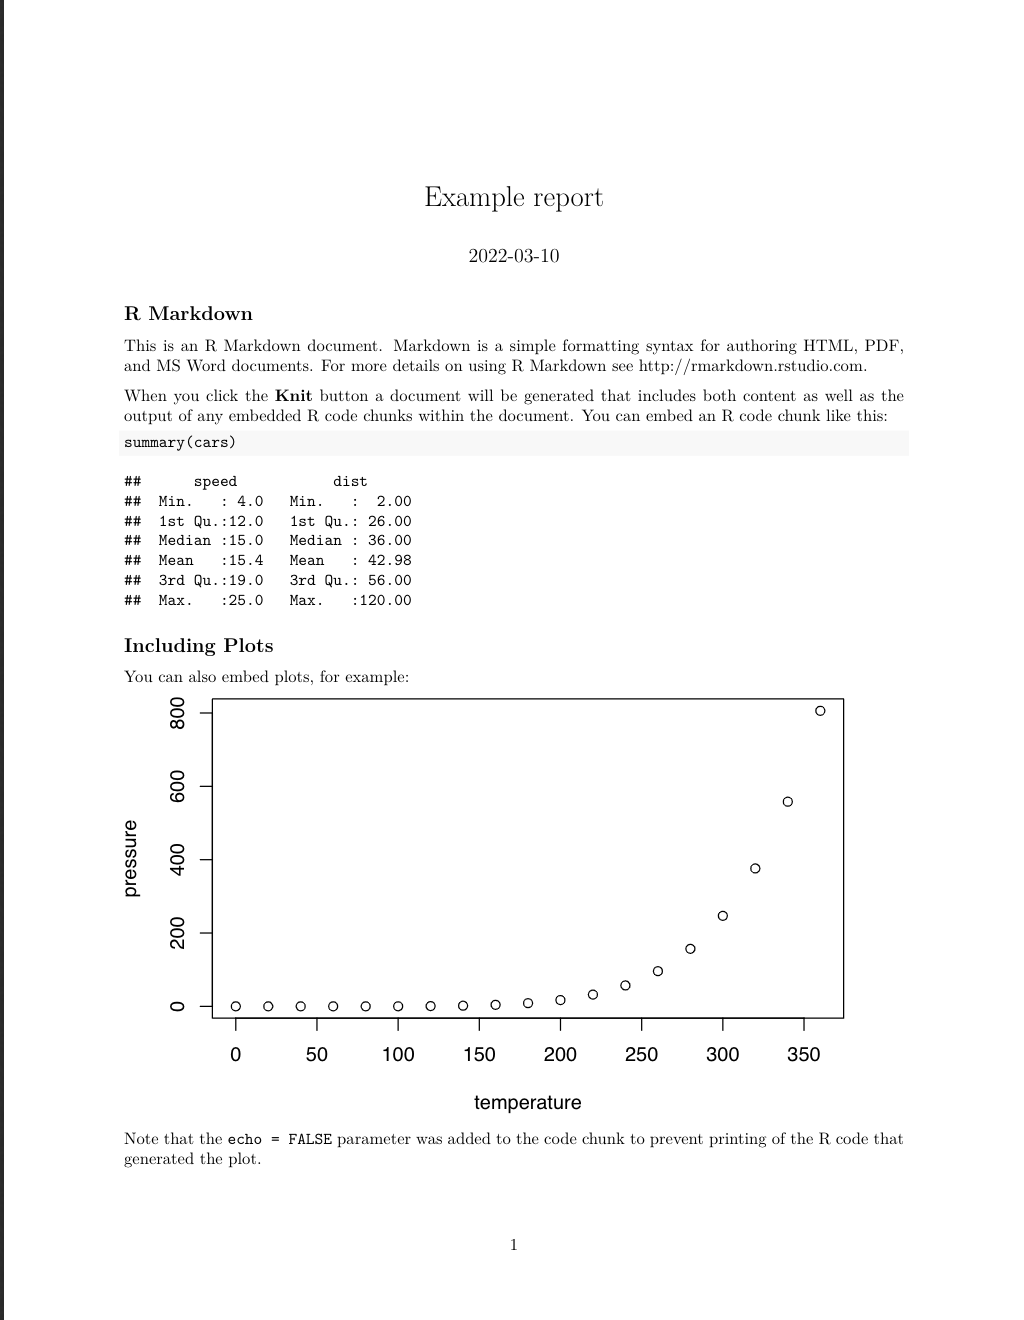 Example report
2022-03-10
R Markdown
This is an R Markdown document. Markdown is a simple formatting syntax for authoring HTML, PDF,
and MS Word documents. For more details on using R Markdown see http://rmarkdown.rstudio.com.
When you click the Knit button a document will be generated that includes both content as well as the
output of any embedded R code chunks within the document. You can embed an R code chunk like this:
summary(cars)
##      speed           dist
##  Min.   : 4.0   Min.   :  2.00
##  1st Qu.:12.0   1st Qu.: 26.00
##  Median :15.0   Median : 36.00
##  Mean   :15.4   Mean   : 42.98
##  3rd Qu.:19.0   3rd Qu.: 56.00
##  Max.   :25.0   Max.   :120.00
Including Plots
You can also embed plots, for example:
800
600
400
200
0
pressure
0 50 100 150 200 250 300 350
temperature
Note that the echo = FALSE parameter was added to the code chunk to prevent printing of the R code that
generated the plot.
1